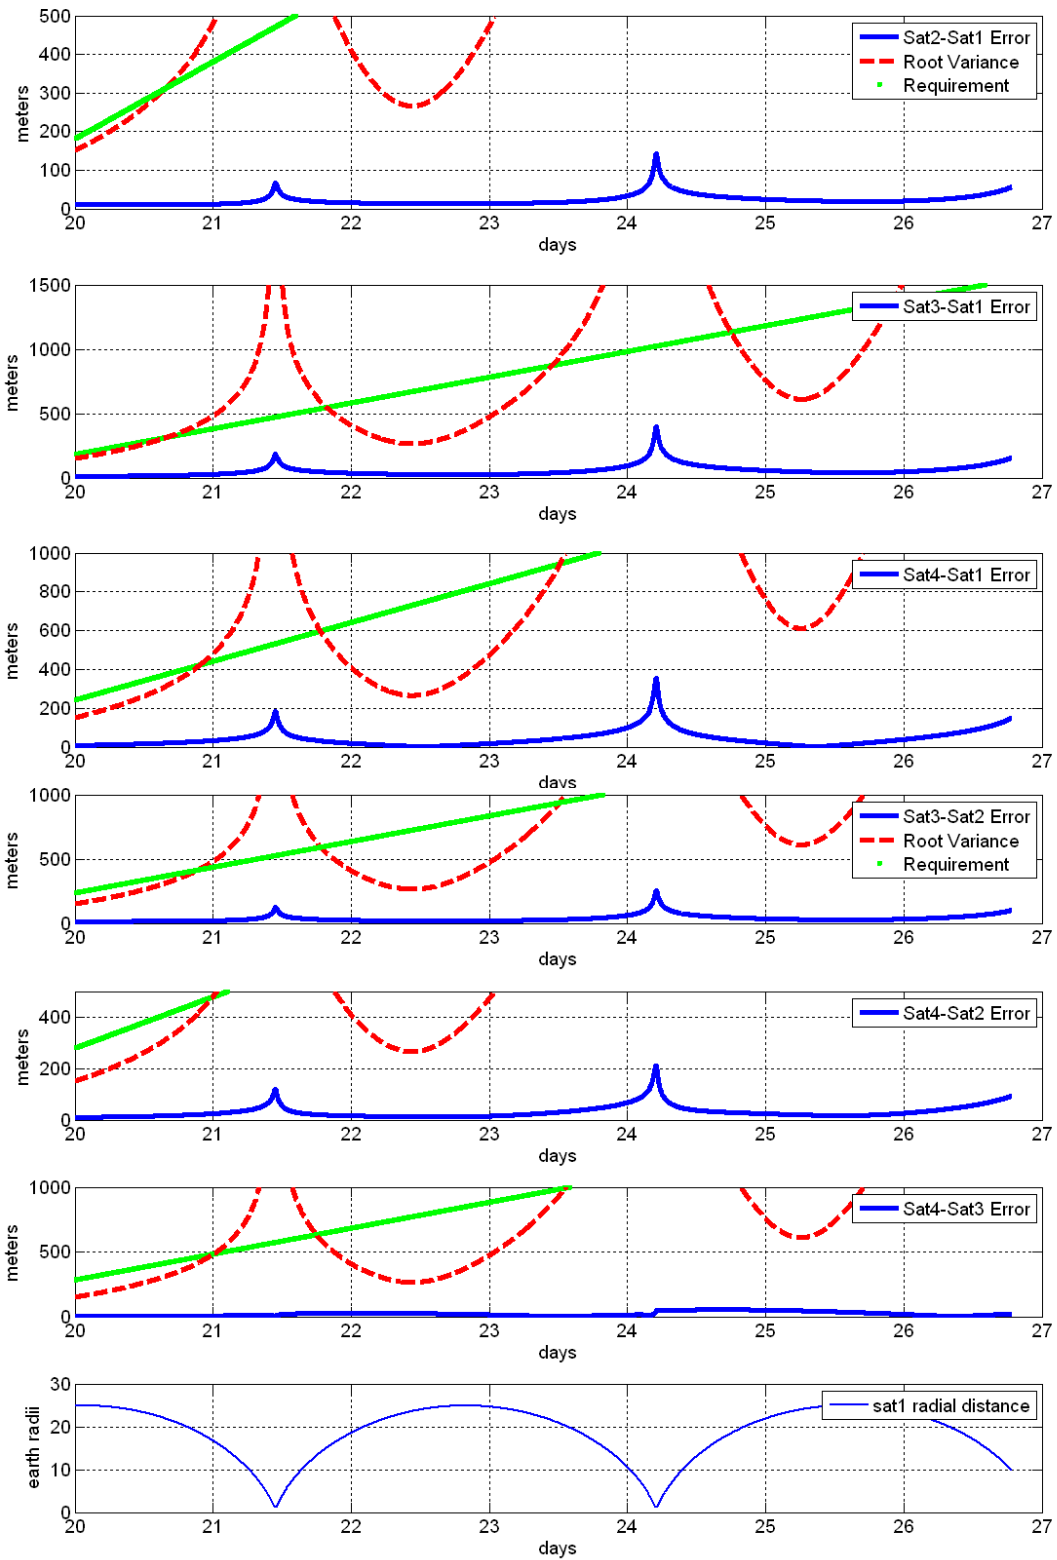 500
400
300
200
100
0
meters
Sat2-Sat1 Error
Root Variance
Requirement
20 21 22 23 24 25 26 27
days
1500
1000
500
0
meters
Sat3-Sat1 Error
20 21 22 23 24 25 26 27
days
1000
800
600
400
200
0
meters
Sat4-Sat1 Error
20 21 22 23 24 25 26 27
days
1000
500
0
meters
Sat3-Sat2 Error
Root Variance
Requirement
20 21 22 23 24 25 26 27
days
400
200
0
meters
Sat4-Sat2 Error
20 21 22 23 24 25 26 27
days
1000
500
0
meters
Sat4-Sat3 Error
20 21 22 23 24 25 26 27
days
30
20
10
0
earth radii
sat1 radial distance
20 21 22 23 24 25 26 27
days